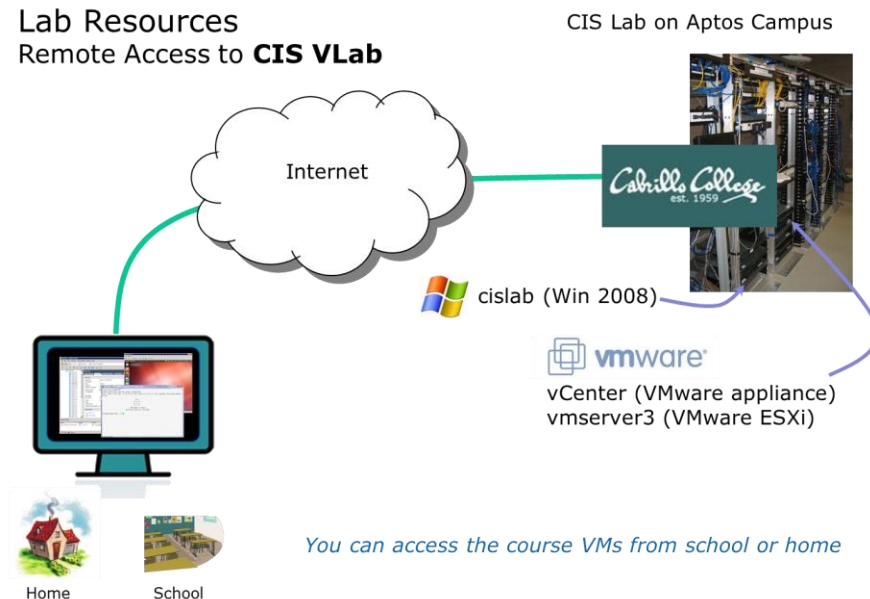 Lab Resources
Remote Access to CIS VLab
CIS Lab on Aptos Campus
Internet
Cabrillo College
est. 1959
cislab (Win 2008)
vmware
vCenter (VMware appliance)
vmserver3 (VMware ESXi)
You can access the course VMs from school or home
Home
School